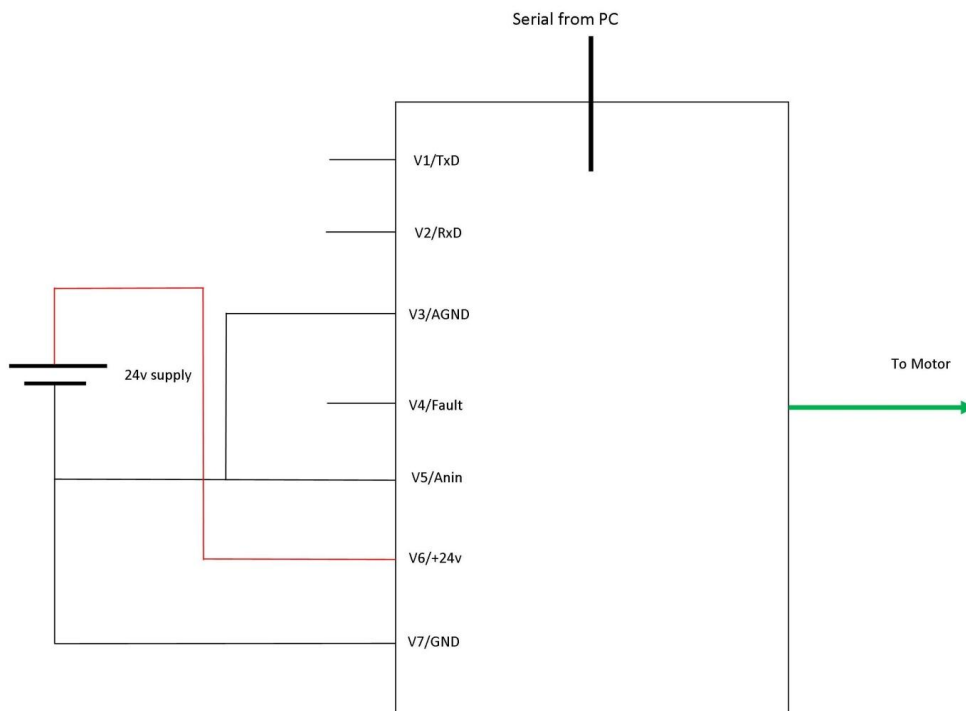 Serial from PC
V1/TxD
V2/RxD
V3/AGND
24v supply
To Motor
V4/Fault
V5/Anin
V6/+24v
V7/GND